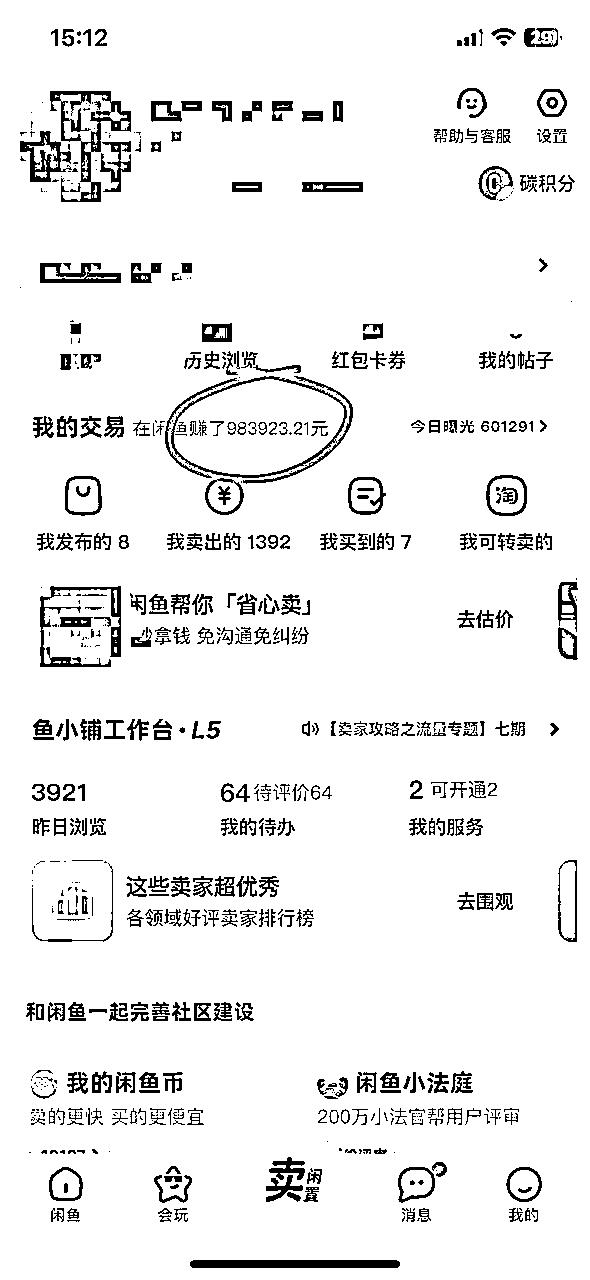 15:12
29
帮助与客服 设置
碳积分
历史浏览 红包卡券 我的帖子
我的交易 在闲鱼赚了983923.21元 今日曝光 601291
我发布的 8 我卖出的 1392 我买到的 7 我可转卖的
淘
闲鱼帮你「省心卖」
秒拿钱 免沟通免纠纷
去估价
鱼小铺工作台·L5 【卖家攻略之流量专题】七期
3921 64 待评价64 2 可开通2
昨日浏览 我的待办 我的服务
这些卖家超优秀
各领域好评卖家排行榜
去围观
和闲鱼一起完善社区建设
我的闲鱼币 闲鱼小法庭
卖的更快 买的更便宜 200万小法官帮用户评审
卖 闲置
闲鱼 会玩 消息 我的